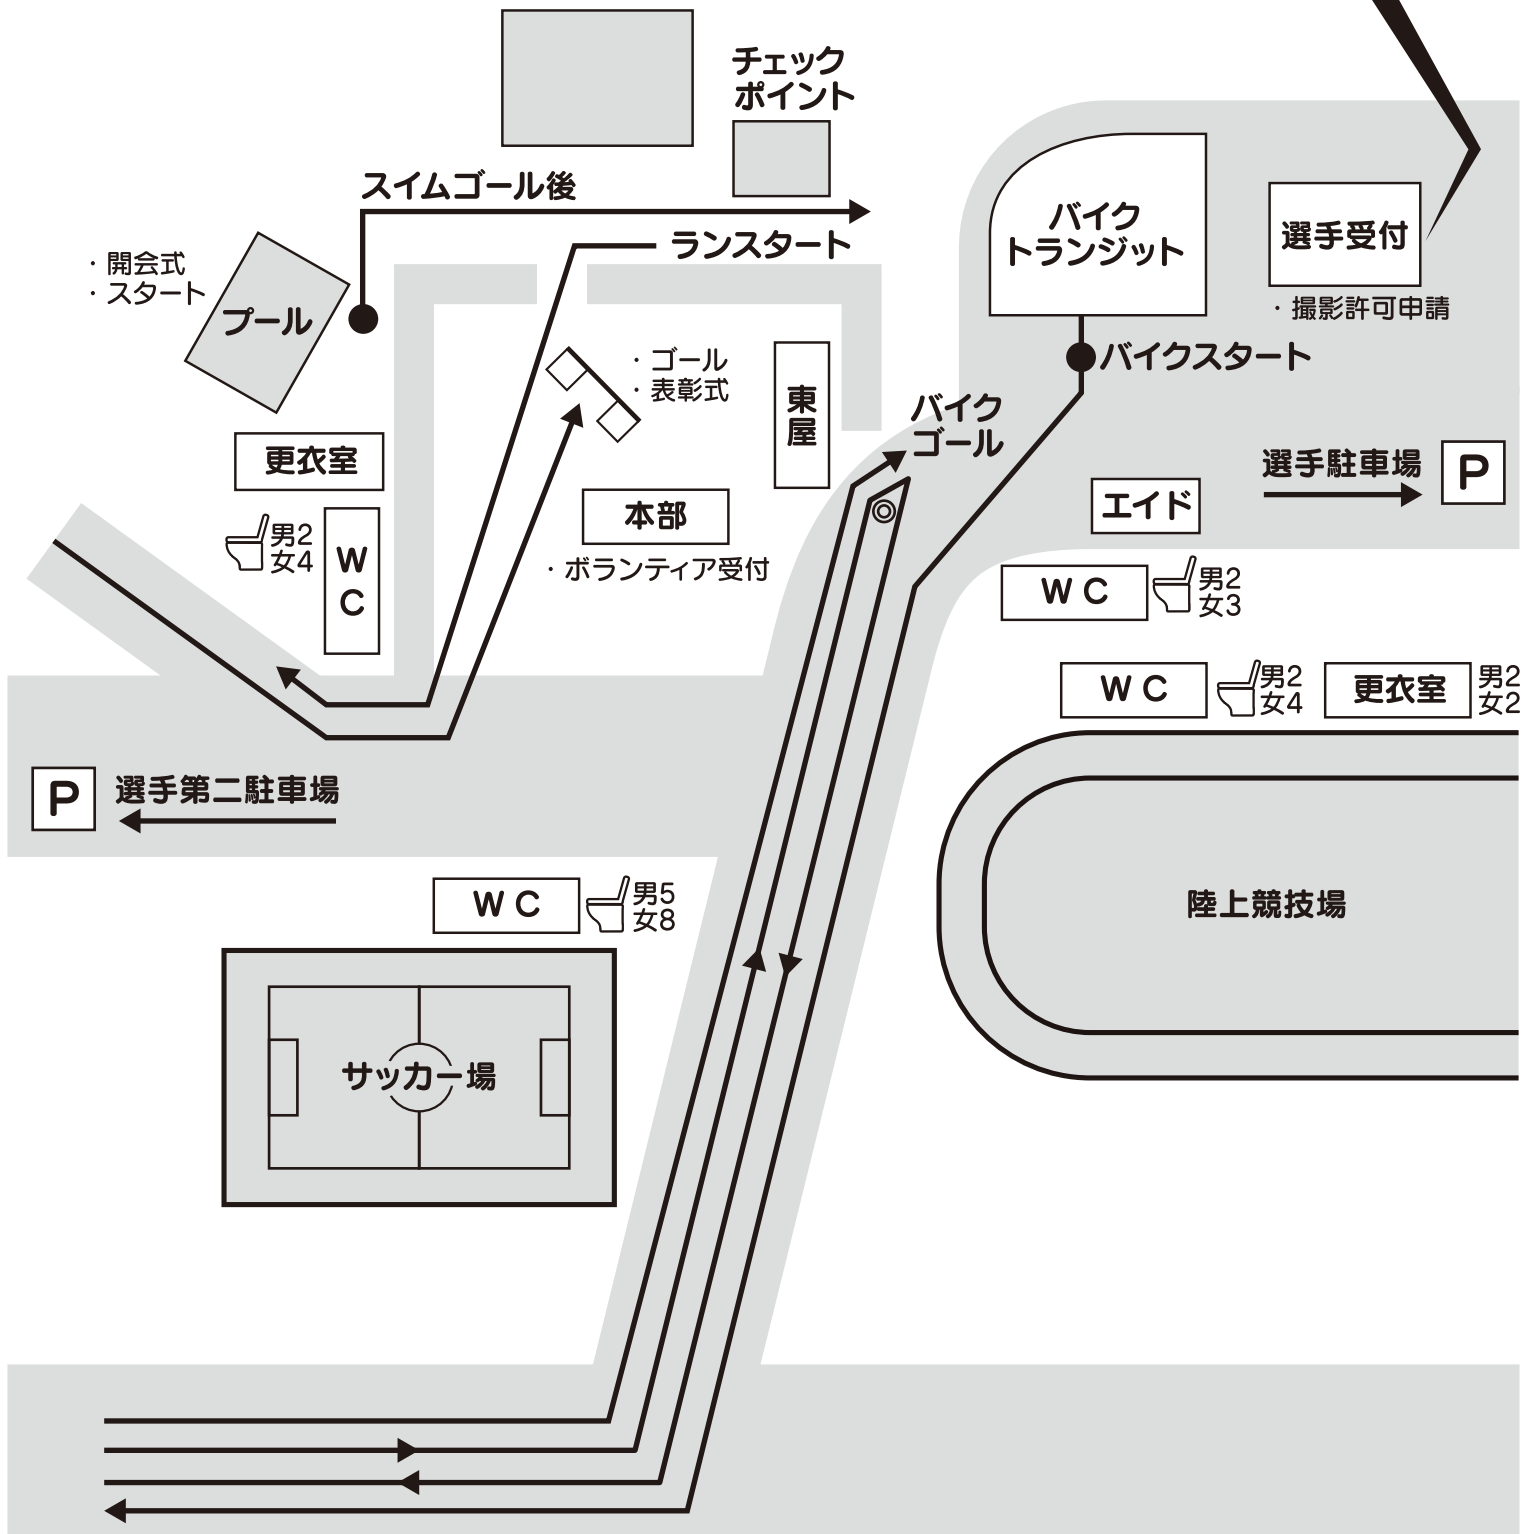 チェック
ポイント
スイムゴール後
ランスタート
・開会式
・スタート
プール
バイク
トランジット
選手受付
・撮影許可申請
バイクスタート
・ゴール
・表彰式
東屋
バイク
ゴール
更衣室
選手駐車場
P
エイド
本部
・ボランティア受付
男2
女4
WC
WC
男2
女3
WC
男2
女4
更衣室
男2
女2
P
選手第二駐車場
WC
男5
女8
陸上競技場
サッカー場